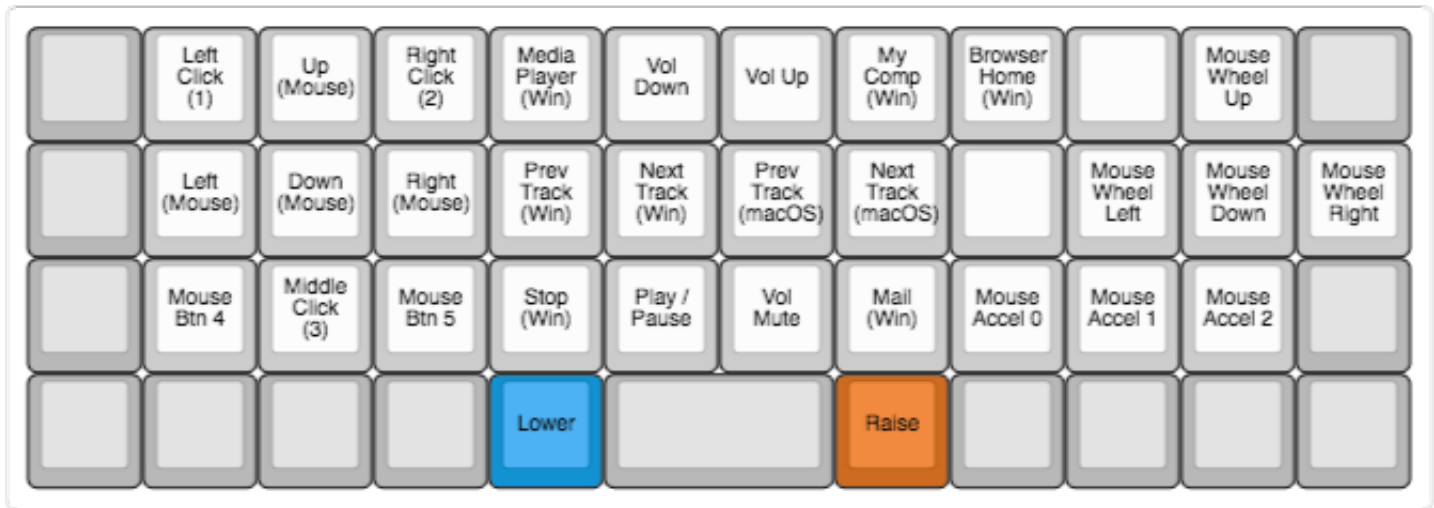 Left
Click
(1)
Up
(Mouse)
Right
Click
(2)
Media
Player
(Win)
Vol
Down
Vol Up
My
Comp
(Win)
Browser
Home
(Win)
Mouse
Wheel
Up
Left
(Mouse)
Down
(Mouse)
Right
(Mouse)
Prev
Track
(Win)
Next
Track
(Win)
Prev
Track
(macOS)
Next
Track
(macOS)
Mouse
Wheel
Left
Mouse
Wheel
Down
Mouse
Wheel
Right
Mouse
Btn 4
Middle
Click
(3)
Mouse
Btn 5
Stop
(Win)
Play /
Pause
Vol
Mute
Mail
(Win)
Mouse
Accel 0
Mouse
Accel 1
Mouse
Accel 2
Lower
Raise